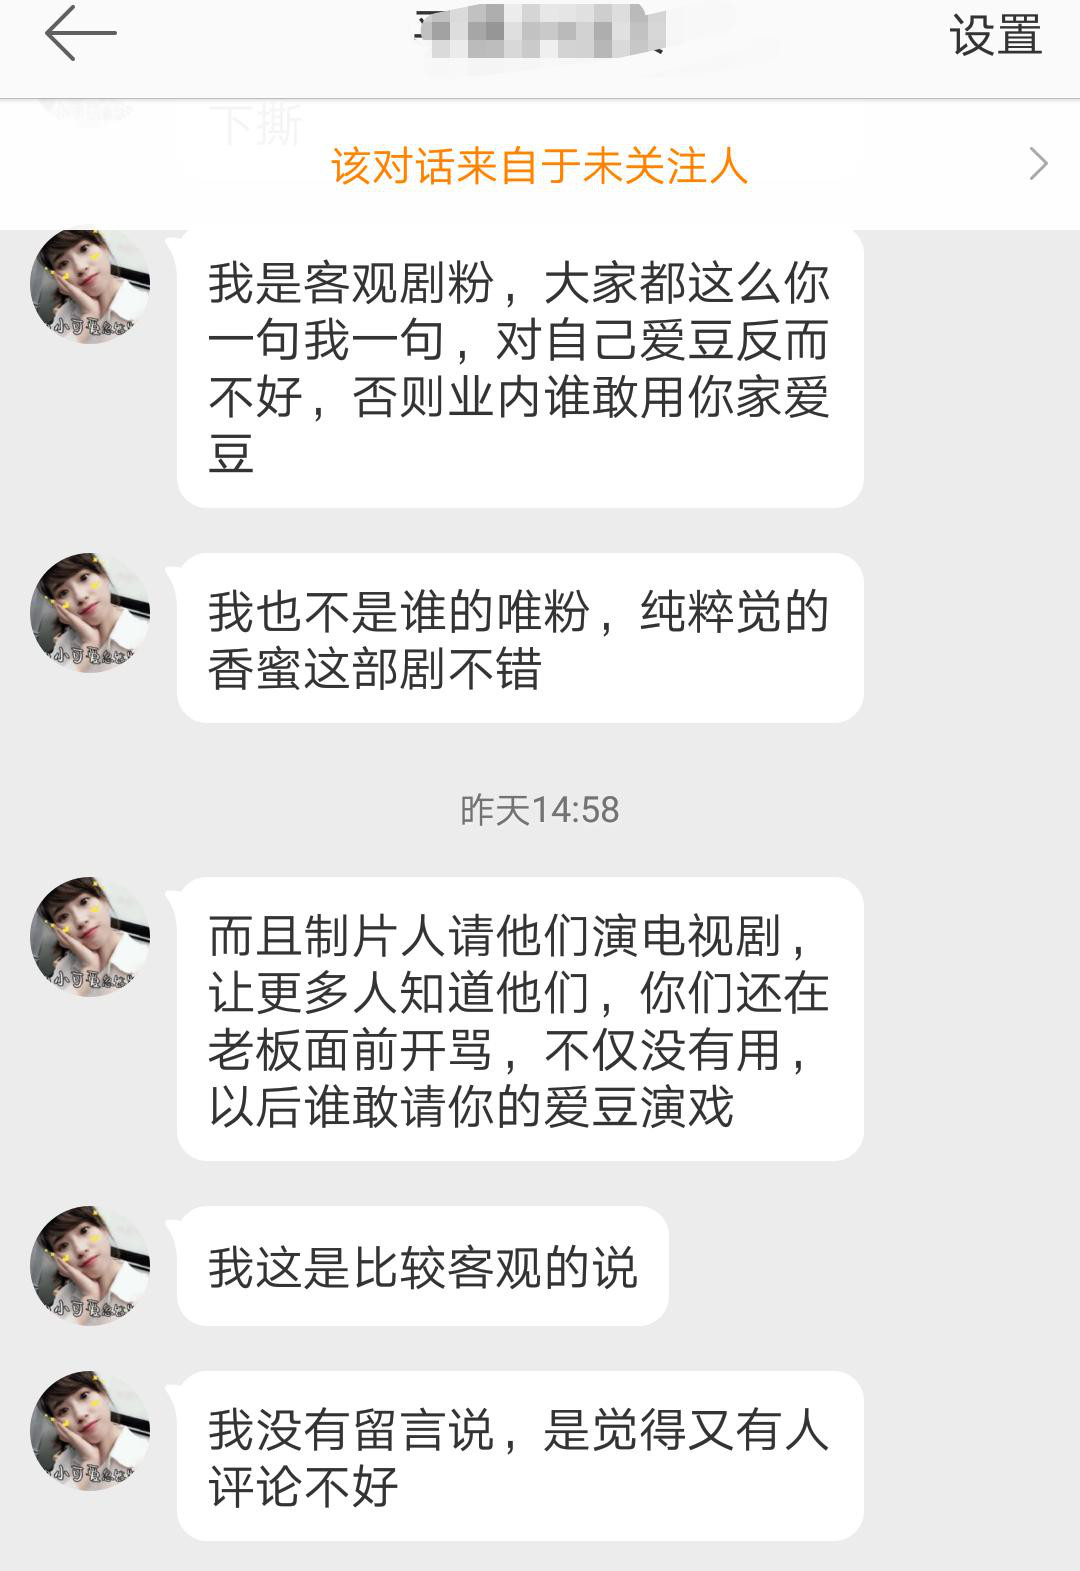 设置
下撕
该对话来自于未关注人
我是客观剧粉，大家都这么你
一句我一句，对自己爱豆反而
不好，否则业内谁敢用你家爱
豆
我也不是谁的唯粉，纯粹觉的
香蜜这部剧不错
昨天14:58
而且制片人请他们演电视剧，
让更多人知道他们，你们还在
老板面前开骂，不仅没有用，
以后谁敢请你的爱豆演戏
我这是比较客观的说
我没有留言说，是觉得又有人
评论不好